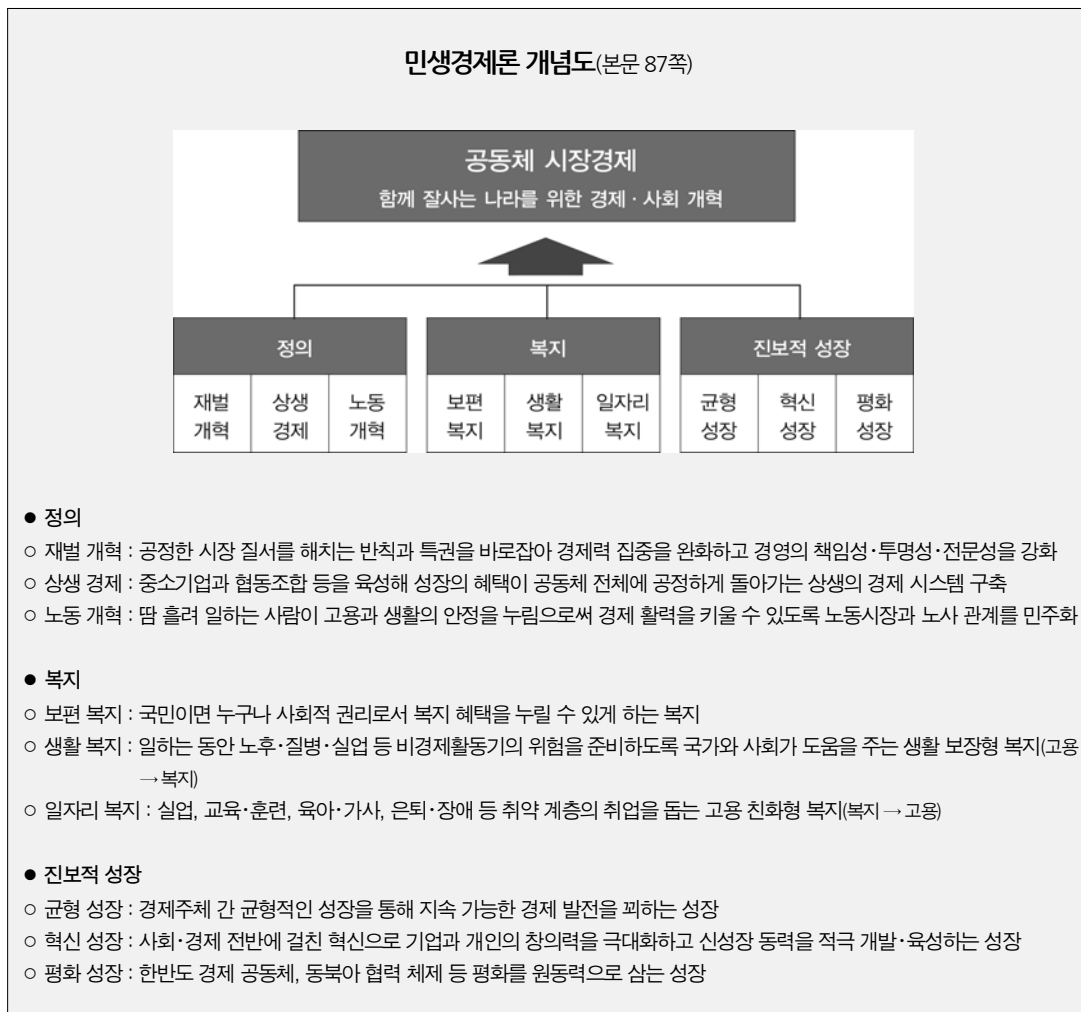 민생경제론 개념도(본문 87쪽)
공동체 시장경제
함께 잘사는 나라를 위한 경제·사회 개혁
정의
복지
진보적 성장
재벌 개혁
상생 경제
노동 개혁
보편 복지
생활 복지
일자리 복지
균형 성장
혁신 성장
평화 성장
● 정의
○ 재벌 개혁 : 공정한 시장 질서를 해치는 반칙과 특권을 바로잡아 경제력 집중을 완화하고 경영의 책임성·투명성·전문성을 강화
○ 상생 경제 : 중소기업과 협동조합 등을 육성해 성장의 혜택이 공동체 전체에 공정하게 돌아가는 상생의 경제 시스템 구축
○ 노동 개혁 : 땀 흘려 일하는 사람이 고용과 생활의 안정을 누림으로써 경제 활력을 키울 수 있도록 노동시장과 노사 관계를 민주화
● 복지
○ 보편 복지 : 국민이면 누구나 사회적 권리로서 복지 혜택을 누릴 수 있게 하는 복지
○ 생활 복지 : 일하는 동안 노후·질병·실업 등 비경제활동기의 위험을 준비하도록 국가와 사회가 도움을 주는 생활 보장형 복지(고용
→ 복지)
○ 일자리 복지 : 실업, 교육·훈련, 육아·가사, 은퇴·장애 등 취약 계층의 취업을 돕는 고용 친화형 복지(복지 → 고용)
● 진보적 성장
○ 균형 성장 : 경제주체 간 균형적인 성장을 통해 지속 가능한 경제 발전을 꾀하는 성장
○ 혁신 성장 : 사회·경제 전반에 걸친 혁신으로 기업과 개인의 창의력을 극대화하고 신성장 동력을 적극 개발·육성하는 성장
○ 평화 성장 : 한반도 경제 공동체, 동북아 협력 체제 등 평화를 원동력으로 삼는 성장